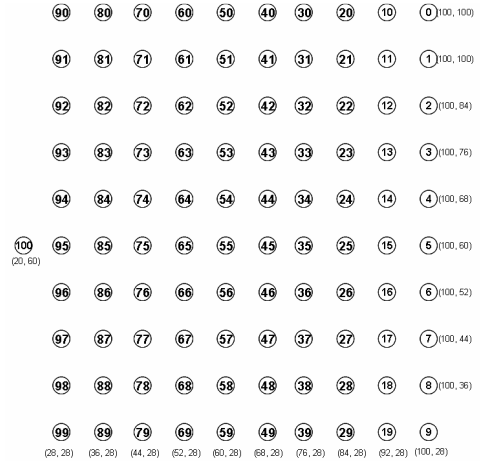 90 80 70 60 50 40 30 20 10 0 (100, 100)
91 81 71 61 51 41 31 21 11 1 (100, 100)
92 82 72 62 52 42 32 22 12 2 (100, 84)
93 83 73 63 53 43 33 23 13 3 (100, 76)
94 84 74 64 54 44 34 24 14 4 (100, 68)
100 95 85 75 65 55 45 35 25 15 5 (100, 60)
(20, 60)
96 86 76 66 56 46 36 26 16 6 (100, 52)
97 87 77 67 57 47 37 27 17 7 (100, 44)
98 88 78 68 58 48 38 28 18 8 (100, 36)
99 89 79 69 59 49 39 29 19 9
(28, 28) (36, 28) (44, 28) (52, 28) (60, 28) (68, 28) (76, 28) (84, 28) (92, 28) (100, 28)